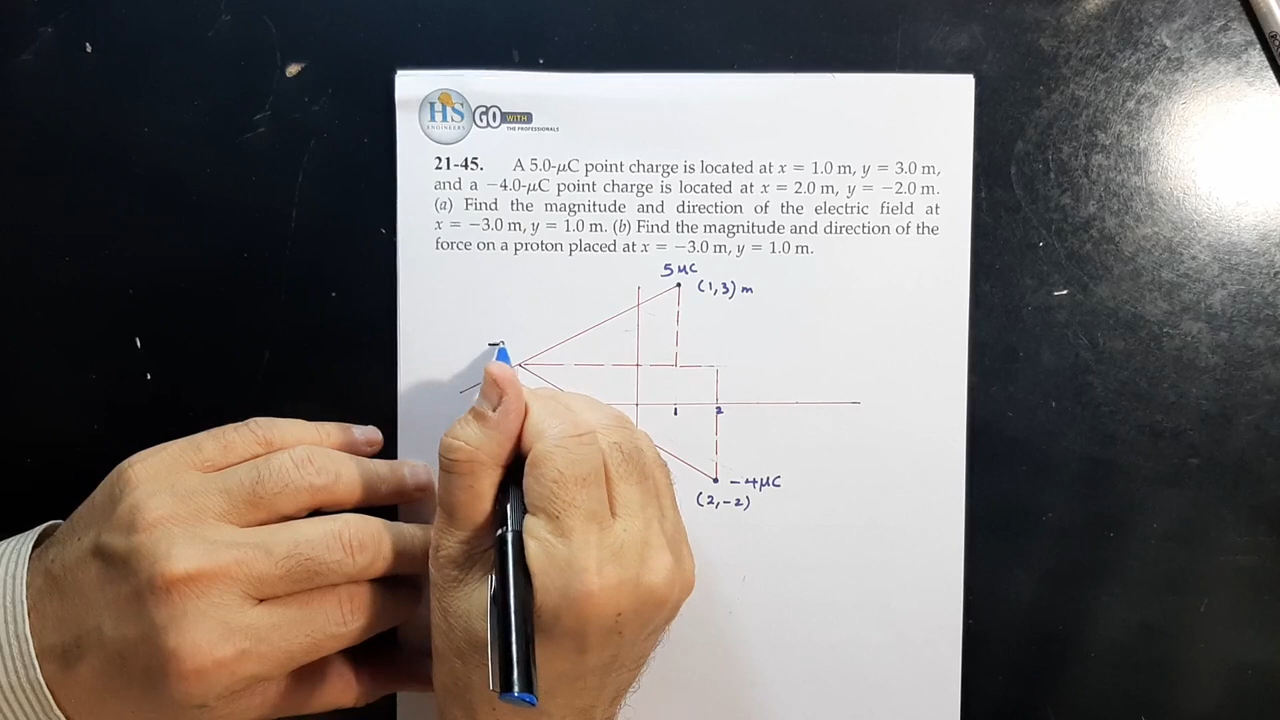 HS GO WITH
ENGINEERS THE PROFESSIONALS
21-45. A 5.0-μC point charge is located at x = 1.0 m, y = 3.0 m,
and a −4.0-μC point charge is located at x = 2.0 m, y = −2.0 m.
(a) Find the magnitude and direction of the electric field at
x = −3.0 m, y = 1.0 m. (b) Find the magnitude and direction of the
force on a proton placed at x = −3.0 m, y = 1.0 m.
5 μC
(1,3) m
1 2
-4μC
(2,-2)